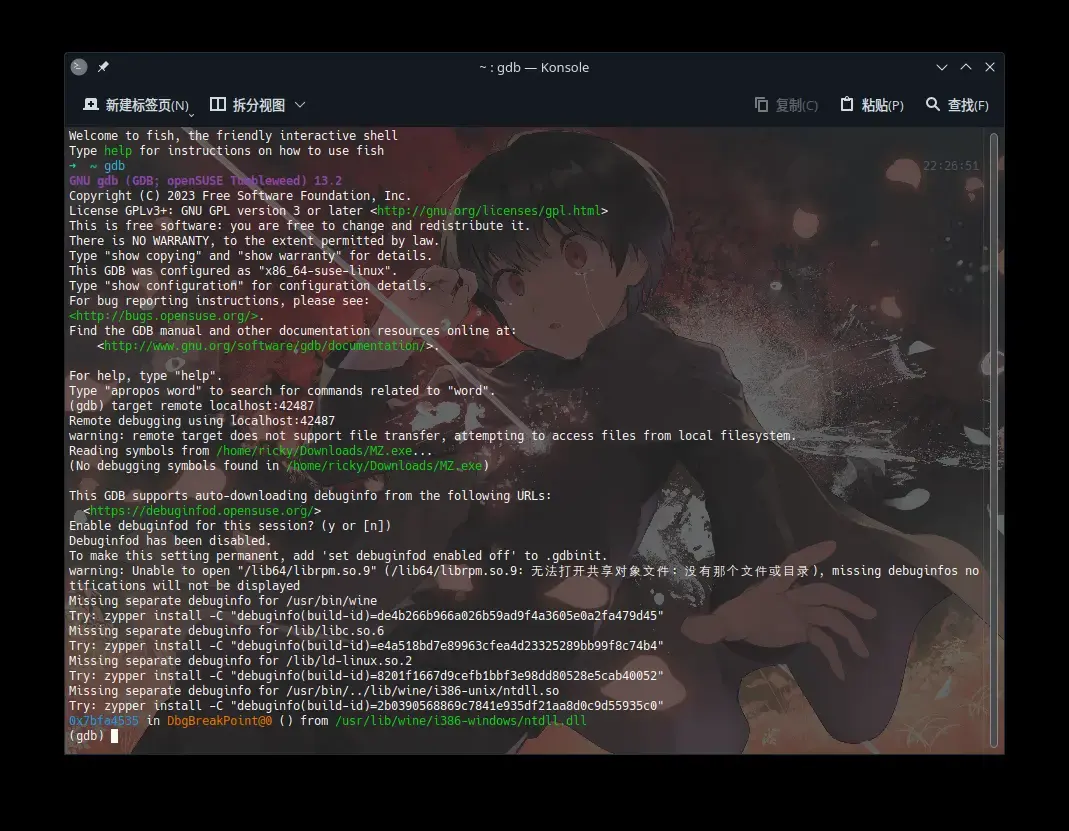 ~ : gdb — Konsole
新建标签页(N) 拆分视图 复制(C) 粘贴(P) 查找(F)
Welcome to fish, the friendly interactive shell
Type help for instructions on how to use fish
➜ ~ gdb 22:26:51
GNU gdb (GDB; openSUSE Tumbleweed) 13.2
Copyright (C) 2023 Free Software Foundation, Inc.
License GPLv3+: GNU GPL version 3 or later <http://gnu.org/licenses/gpl.html>
This is free software: you are free to change and redistribute it.
There is NO WARRANTY, to the extent permitted by law.
Type "show copying" and "show warranty" for details.
This GDB was configured as "x86_64-suse-linux".
Type "show configuration" for configuration details.
For bug reporting instructions, please see:
<http://bugs.opensuse.org/>.
Find the GDB manual and other documentation resources online at:
<http://www.gnu.org/software/gdb/documentation/>.
For help, type "help".
Type "apropos word" to search for commands related to "word".
(gdb) target remote localhost:42487
Remote debugging using localhost:42487
warning: remote target does not support file transfer, attempting to access files from local filesystem.
Reading symbols from /home/ricky/Downloads/MZ.exe...
(No debugging symbols found in /home/ricky/Downloads/MZ.exe)
This GDB supports auto-downloading debuginfo from the following URLs:
<https://debuginfod.opensuse.org/>
Enable debuginfod for this session? (y or [n])
Debuginfod has been disabled.
To make this setting permanent, add 'set debuginfod enabled off' to .gdbinit.
warning: Unable to open "/lib64/librpm.so.9" (/lib64/librpm.so.9: 无法打开共享对象文件: 没有那个文件或目录), missing debuginfos no
tifications will not be displayed
Missing separate debuginfo for /usr/bin/wine
Try: zypper install -C "debuginfo(build-id)=de4b266b966a026b59ad9f4a3605e0a2fa479d45"
Missing separate debuginfo for /lib/libc.so.6
Try: zypper install -C "debuginfo(build-id)=e4a518bd7e89963cfea4d23325289bb99f8c74b4"
Missing separate debuginfo for /lib/ld-linux.so.2
Try: zypper install -C "debuginfo(build-id)=8201f1667d9cefb1bbf3e98dd80528e5cab40052"
Missing separate debuginfo for /usr/bin/../lib/wine/i386-unix/ntdll.so
Try: zypper install -C "debuginfo(build-id)=2b0390568869c7841e935df21aa8d0c9d55935c0"
0x7bfa4535 in DbgBreakPoint@0 () from /usr/lib/wine/i386-windows/ntdll.dll
(gdb)